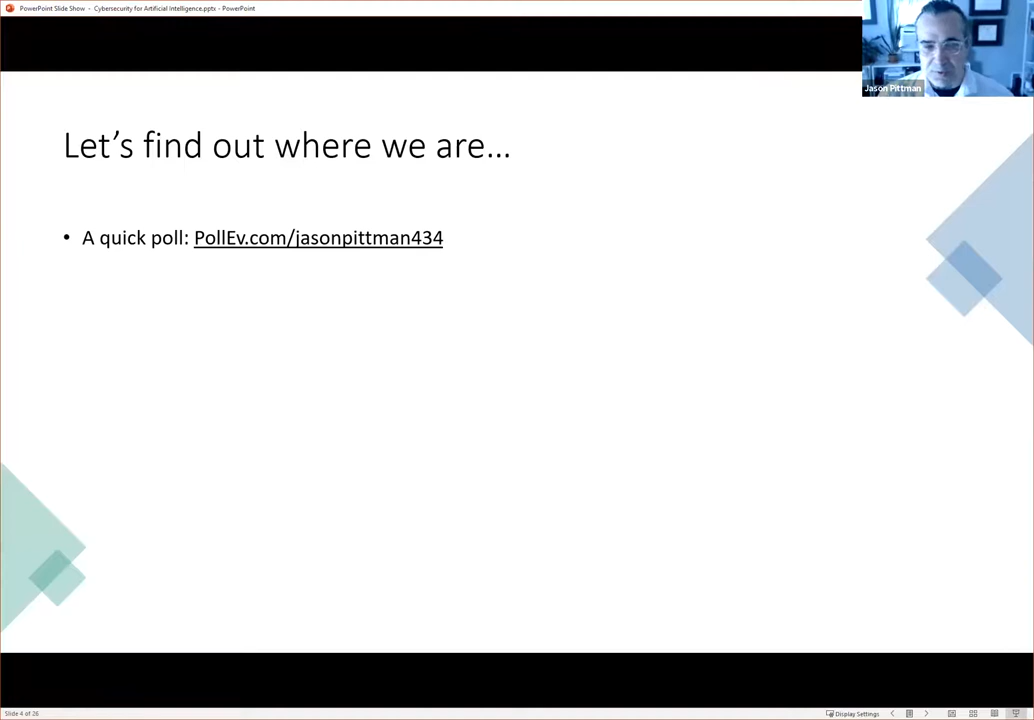 PowerPoint Slide Show - Cybersecurity for Artificial Intelligence.pptx - PowerPoint
Jason Pittman
Let's find out where we are...
• A quick poll: PollEv.com/jasonpittman434
Slide 4 of 26
Display Settings